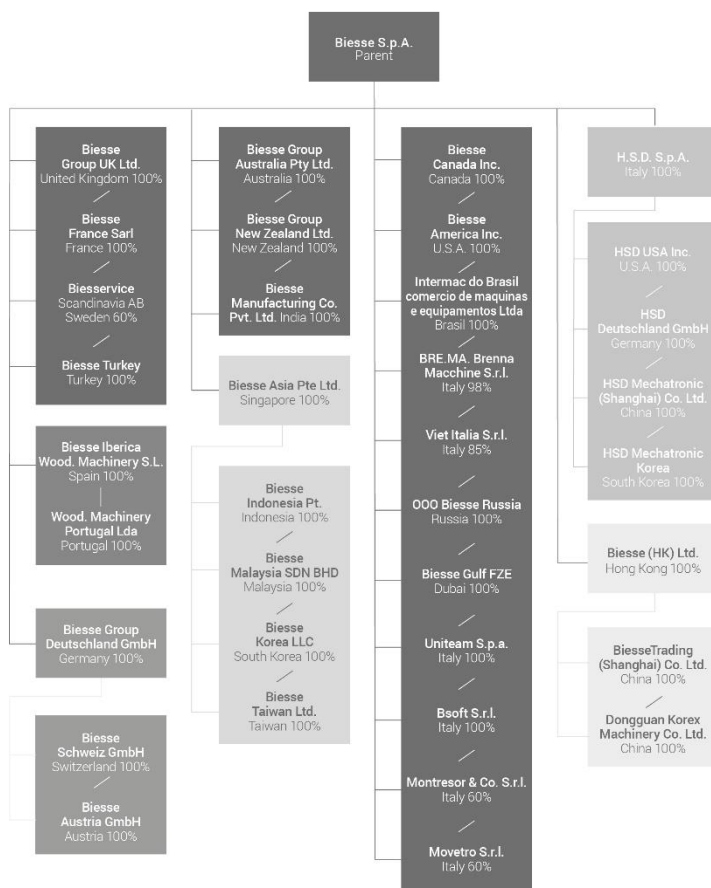 Biesse S.p.A.
Parent
Biesse
Group UK Ltd.
United Kingdom 100%
Biesse
France Sarl
France 100%
Biesservice
Scandinavia AB
Sweden 60%
Biesse Turkey
Turkey 100%
Biesse Iberica
Wood. Machinery S.L.
Spain 100%
Wood. Machinery
Portugal Lda
Portugal 100%
Biesse Group
Deutschland GmbH
Germany 100%
Biesse
Schweiz GmbH
Switzerland 100%
Biesse
Austria GmbH
Austria 100%
Biesse Group
Australia Pty Ltd.
Australia 100%
Biesse Group
New Zealand Ltd.
New Zealand 100%
Biesse
Manufacturing Co.
Pvt. Ltd. India 100%
Biesse Asia Pte Ltd.
Singapore 100%
Biesse
Indonesia Pt.
Indonesia 100%
Biesse
Malaysia SDN BHD
Malaysia 100%
Biesse
Korea LLC
South Korea 100%
Biesse
Taiwan Ltd.
Taiwan 100%
Biesse
Canada Inc.
Canada 100%
Biesse
America Inc.
U.S.A. 100%
Intermac do Brasil
comercio de maquinas
e equipamentos Ltda
Brasil 100%
BRE.MA. Brenna
Macchine S.r.l.
Italy 98%
Viet Italia S.r.l.
Italy 85%
OOO Biesse Russia
Russia 100%
Biesse Gulf FZE
Dubai 100%
Uniteam S.p.a.
Italy 100%
Bsoft S.r.l.
Italy 100%
Montresor & Co. S.r.l.
Italy 60%
Movetro S.r.l.
Italy 60%
H.S.D. S.p.A.
Italy 100%
HSD USA Inc.
U.S.A. 100%
HSD
Deutschland GmbH
Germany 100%
HSD Mechatronic
(Shanghai) Co. Ltd.
China 100%
HSD Mechatronic
Korea
South Korea 100%
Biesse (HK) Ltd.
Hong Kong 100%
BiesseTrading
(Shanghai) Co. Ltd.
China 100%
Dongguan Korex
Machinery Co. Ltd.
China 100%